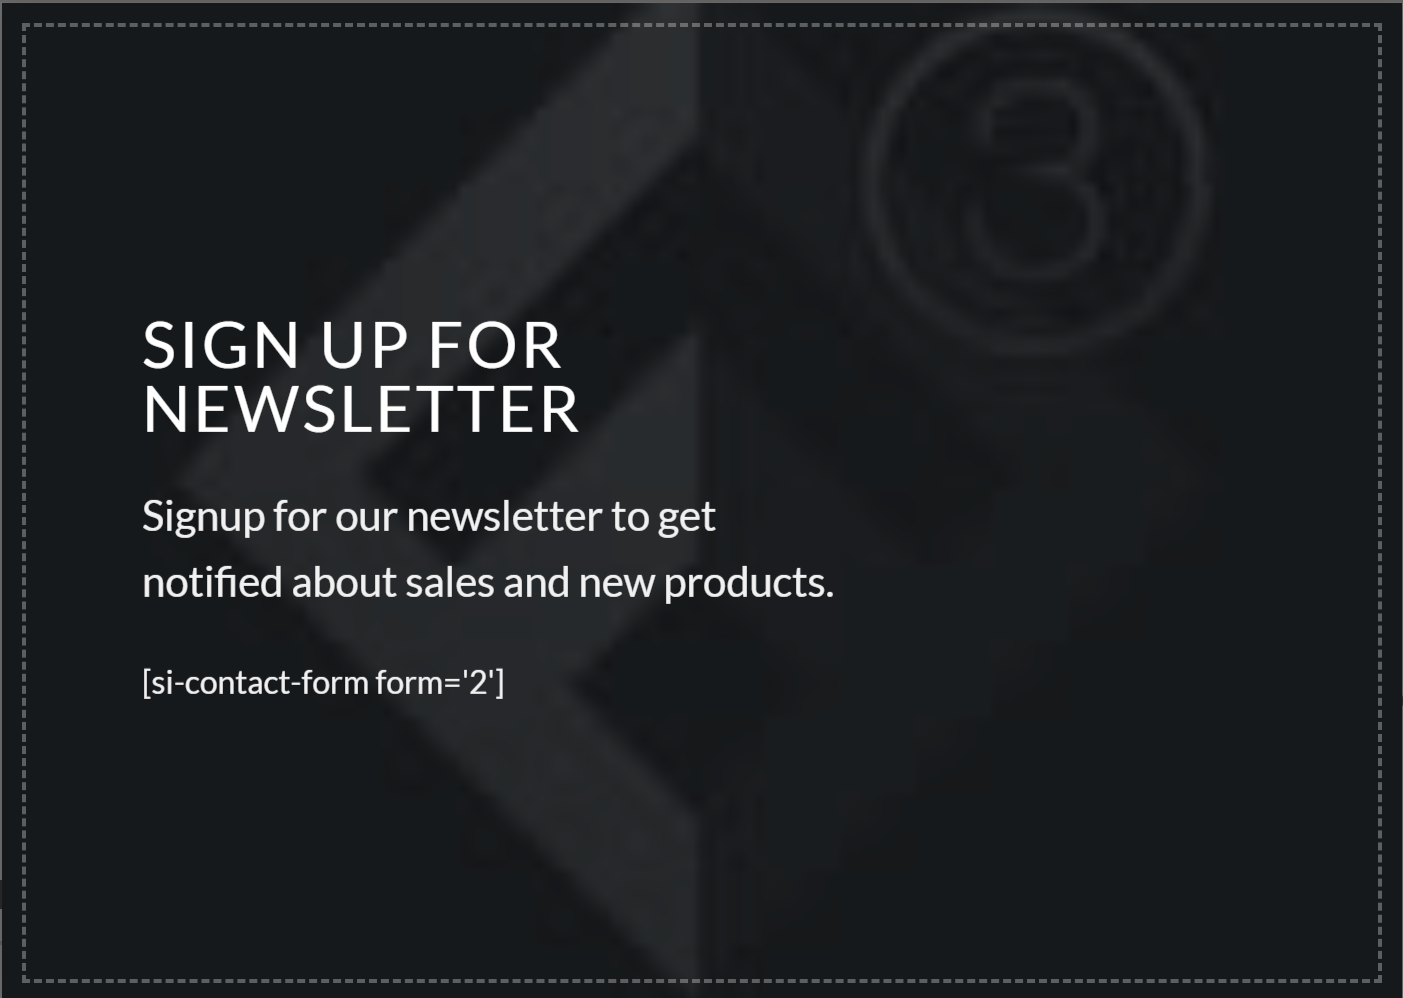 3
SIGN UP FOR
NEWSLETTER
Signup for our newsletter to get
notified about sales and new products.
[si-contact-form form='2']